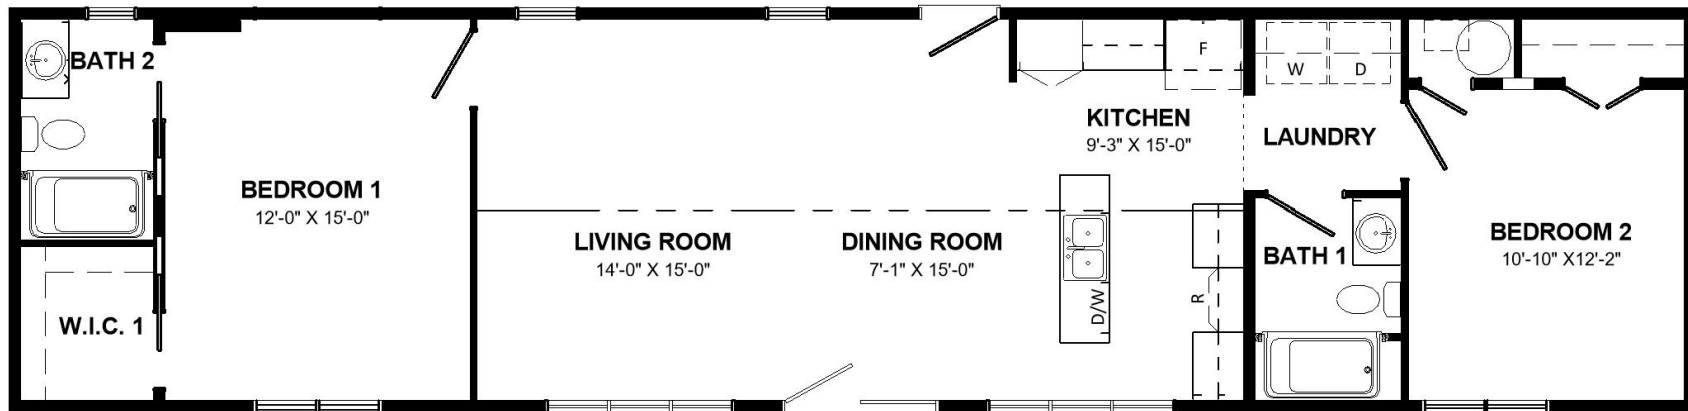 BATH 2
BEDROOM 1
12'-0" X 15'-0"
W.I.C. 1
LIVING ROOM
14'-0" X 15'-0"
DINING ROOM
7'-1" X 15'-0"
KITCHEN
9'-3" X 15'-0"
F
D/W
R
W
D
LAUNDRY
BATH 1
BEDROOM 2
10'-10" X12'-2"